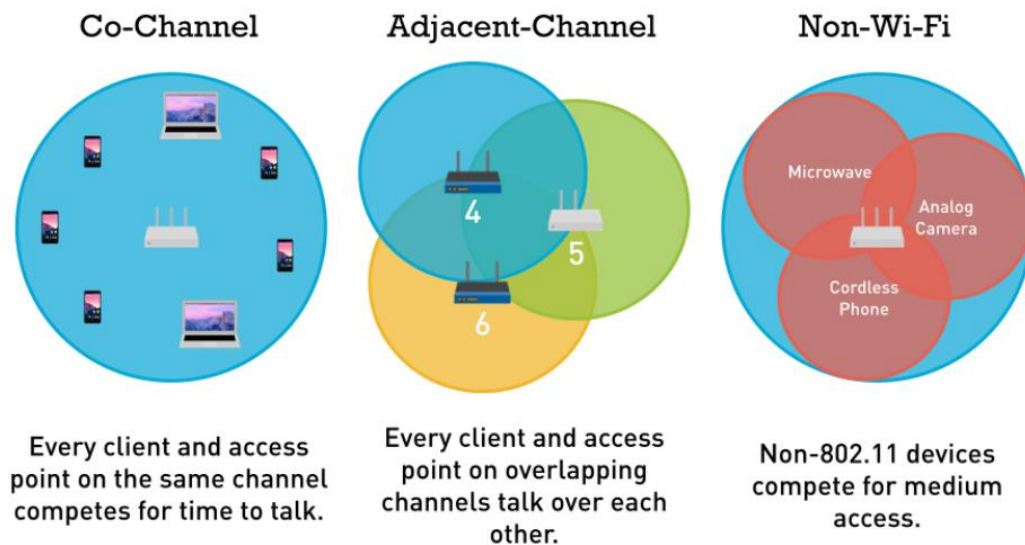 Co-Channel
Every client and access
point on the same channel
competes for time to talk.
Adjacent-Channel
4
5
6
Every client and access
point on overlapping
channels talk over each
other.
Non-Wi-Fi
Microwave
Analog
Camera
Cordless
Phone
Non-802.11 devices
compete for medium
access.